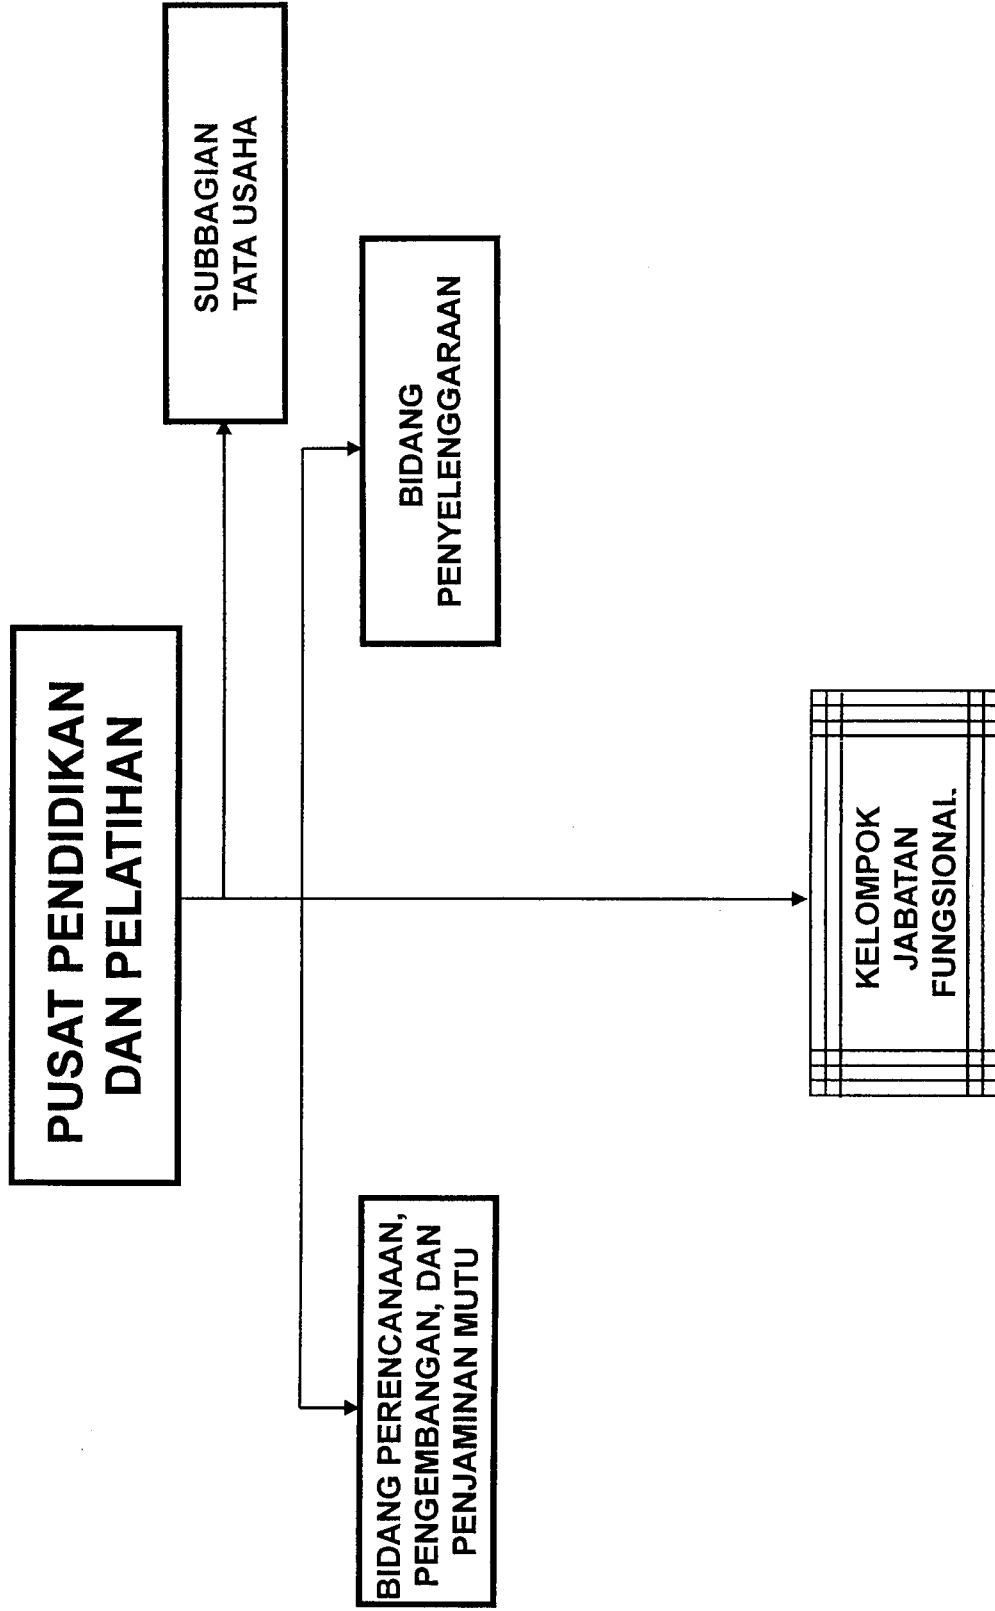 PUSAT PENDIDIKAN
DAN PELATIHAN
SUBBAGIAN
TATA USAHA
BIDANG PERENCANAAN,
PENGEMBANGAN, DAN
PENJAMINAN MUTU
BIDANG
PENYELENGGARAAN
KELOMPOK
JABATAN
FUNGSIONAL